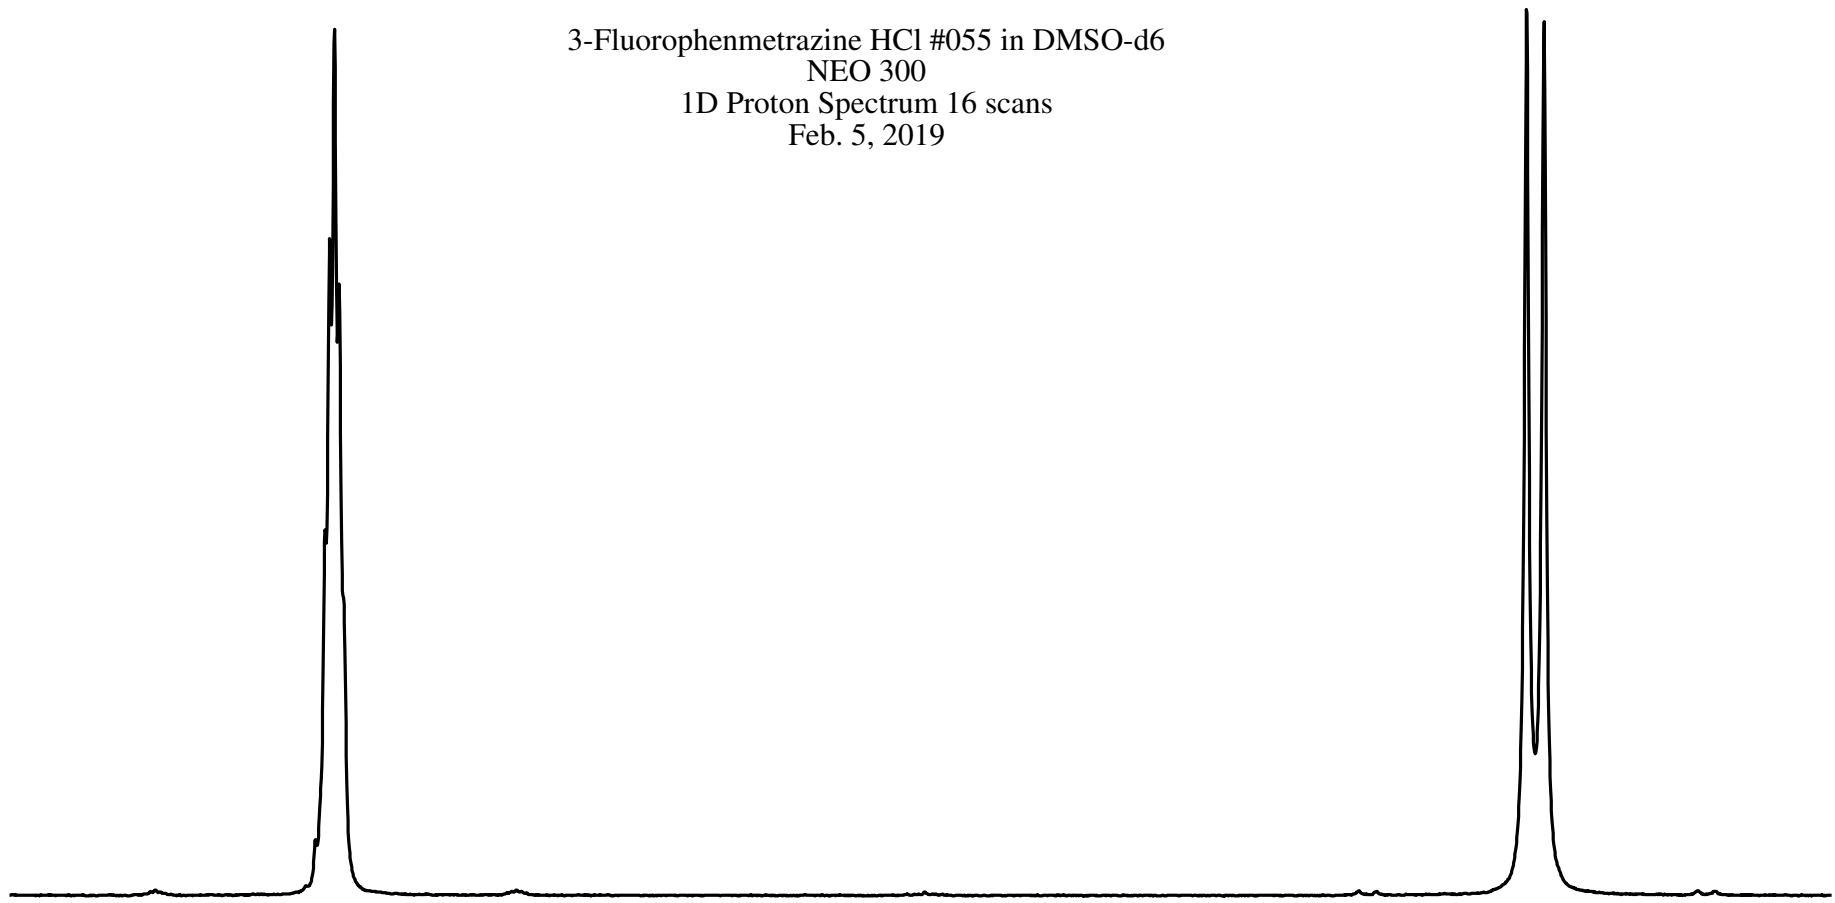 3-Fluorophenmetrazine HCl #055 in DMSO-d6
NEO 300
1D Proton Spectrum 16 scans
Feb. 5, 2019